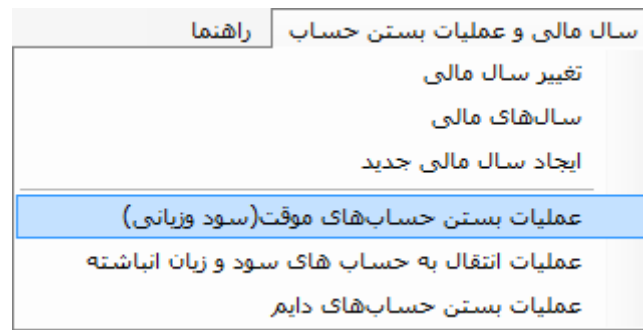 سال مالی و عملیات بستن حساب راهنما
تغییر سال مالی
سال‌های مالی
ایجاد سال مالی جدید
عملیات بستن حساب‌های موقت(سود وزیانی)
عملیات انتقال به حساب های سود و زیان انباشته
عملیات بستن حساب‌های دایم